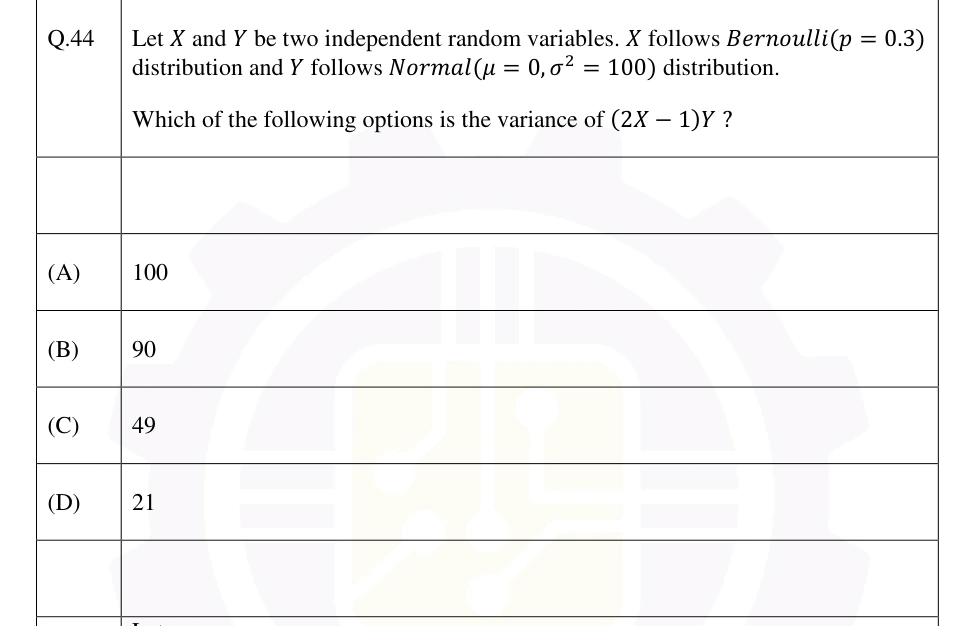 Q.44 Let X and Y be two independent random variables. X follows Bernoulli(p = 0.3)
distribution and Y follows Normal(μ = 0, σ² = 100) distribution.
Which of the following options is the variance of (2X − 1)Y ?
(A) 100
(B) 90
(C) 49
(D) 21